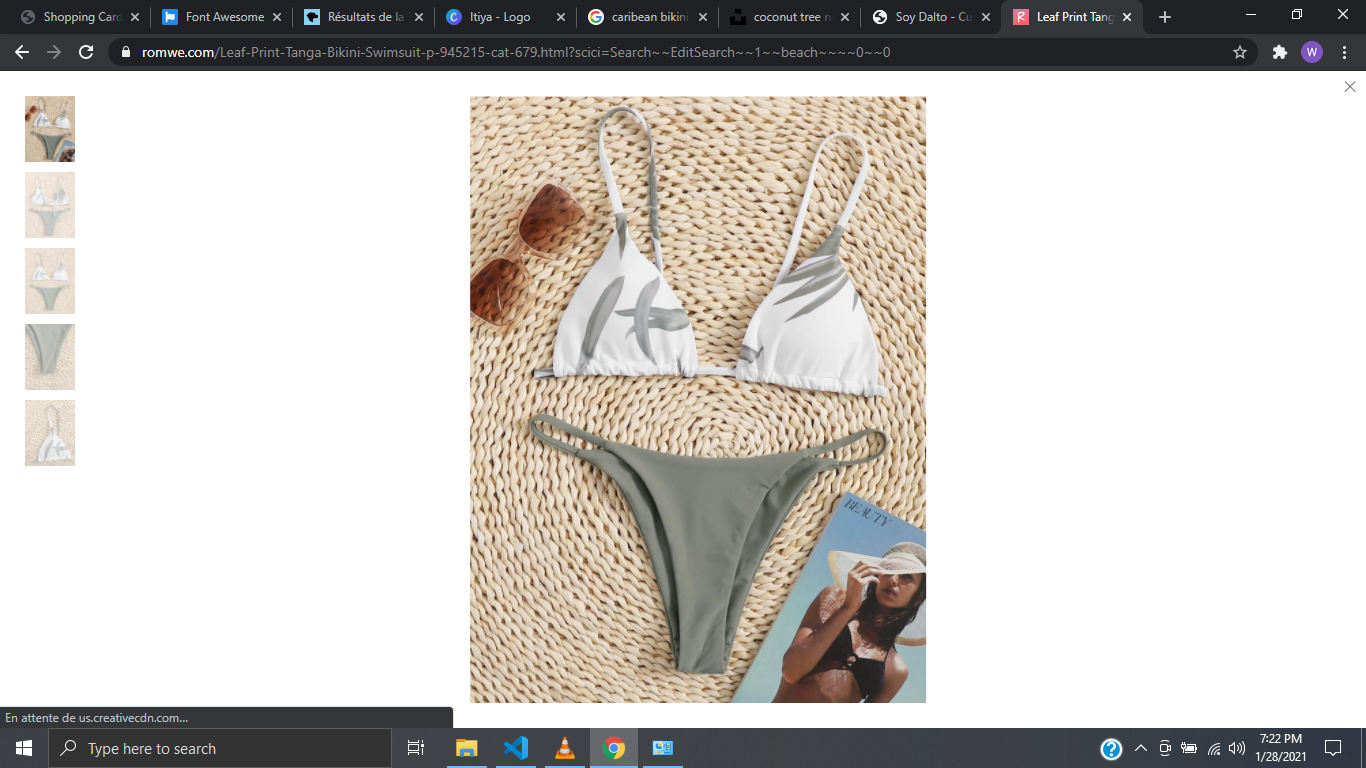 Shopping Card
Font Awesome
Résultats de la
Itiya - Logo
caribean bikini
coconut tree n
Soy Dalto - Cu
Leaf Print Tang
romwe.com/Leaf-Print-Tanga-Bikini-Swimsuit-p-945215-cat-679.html?scici=Search~~EditSearch~~1~~beach~~~~0~~0
W
BEAUTY
En attente de us.creativecdn.com...
Type here to search
7:22 PM
1/28/2021